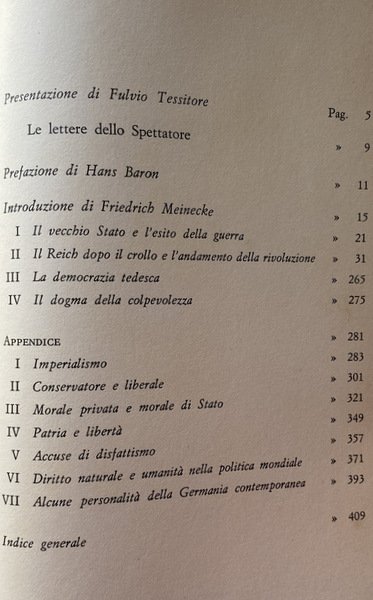 Presentazione di Fulvio Tessitore Pag. 5
Le lettere dello Spettatore » 9
Prefazione di Hans Baron » 11
Introduzione di Friedrich Meinecke » 15
I Il vecchio Stato e l'esito della guerra » 21
II Il Reich dopo il crollo e l'andamento della rivoluzione » 31
III La democrazia tedesca » 265
IV Il dogma della colpevolezza » 275
APPENDICE » 281
I Imperialismo » 283
II Conservatore e liberale » 301
III Morale privata e morale di Stato » 321
IV Patria e libertà » 349
V Accuse di disfattismo » 357
VI Diritto naturale e umanità nella politica mondiale » 371
VII Alcune personalità della Germania contemporanea » 393
Indice generale » 409